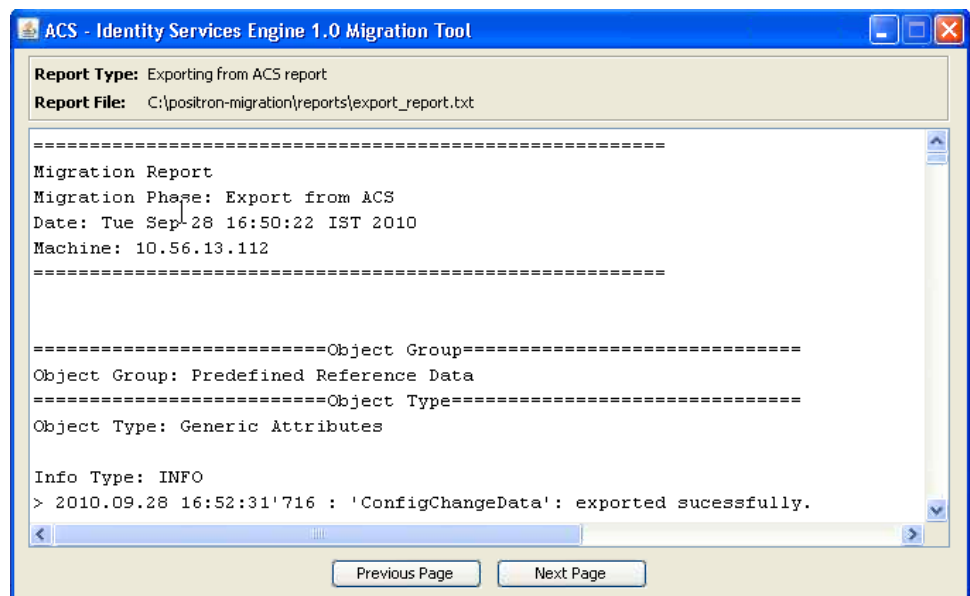 ACS - Identity Services Engine 1.0 Migration Tool
Report Type: Exporting from ACS report
Report File: C:\positron-migration\reports\export_report.txt
========================================================
Migration Report
Migration Phase: Export from ACS
Date: Tue Sep 28 16:50:22 IST 2010
Machine: 10.56.13.112
========================================================
==========================Object Group==============================
Object Group: Predefined Reference Data
==========================Object Type===============================
Object Type: Generic Attributes
Info Type: INFO
> 2010.09.28 16:52:31'716 : 'ConfigChangeData': exported sucessfully.
Previous Page Next Page